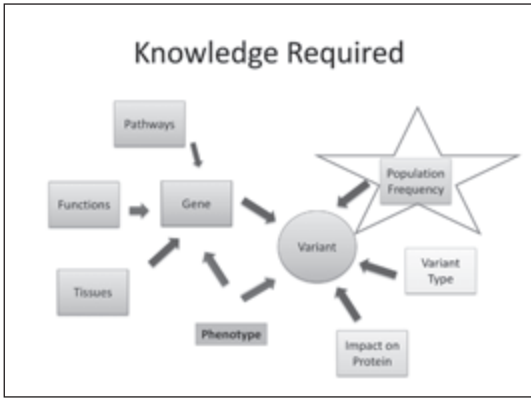 Knowledge Required
Pathways
Population
Frequency
Functions
Gene
Variant
Variant
Type
Tissues
Phenotype
Impact on
Protein